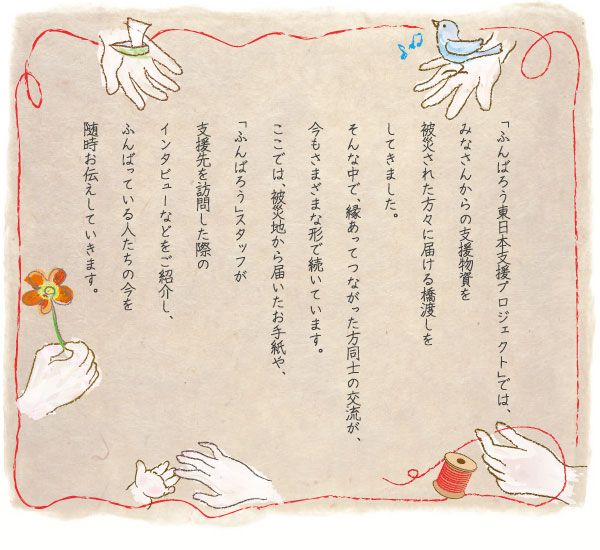 「ふんばろう東日本支援プロジェクト」では、
みなさんからの支援物資を
被災された方々に届ける橋渡しを
してきました。
そんな中で、縁あってつながった方同士の交流が、
今もさまざまな形で続いています。
ここでは、被災地から届いたお手紙や、
「ふんばろう」スタッフが
支援先を訪問した際の
インタビューなどをご紹介し、
ふんばっている人たちの今を
随時お伝えしていきます。